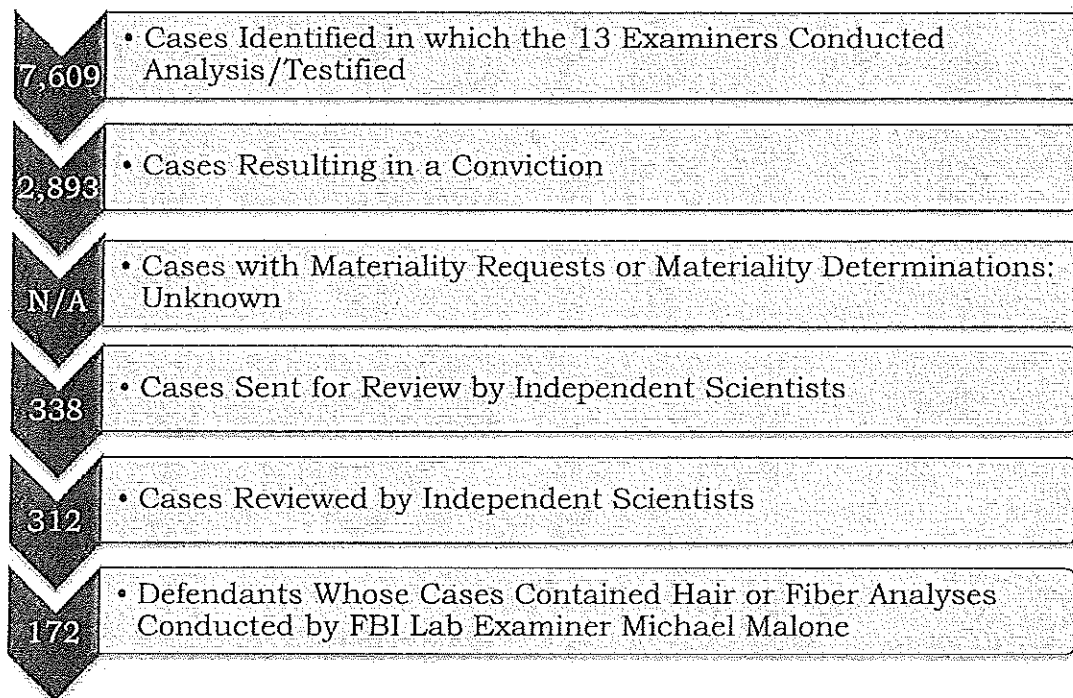 7,609
• Cases Identified in which the 13 Examiners Conducted
Analysis/Testified
2,893
• Cases Resulting in a Conviction
N/A
• Cases with Materiality Requests or Materiality Determinations:
Unknown
338
• Cases Sent for Review by Independent Scientists
312
• Cases Reviewed by Independent Scientists
172
• Defendants Whose Cases Contained Hair or Fiber Analyses
Conducted by FBI Lab Examiner Michael Malone